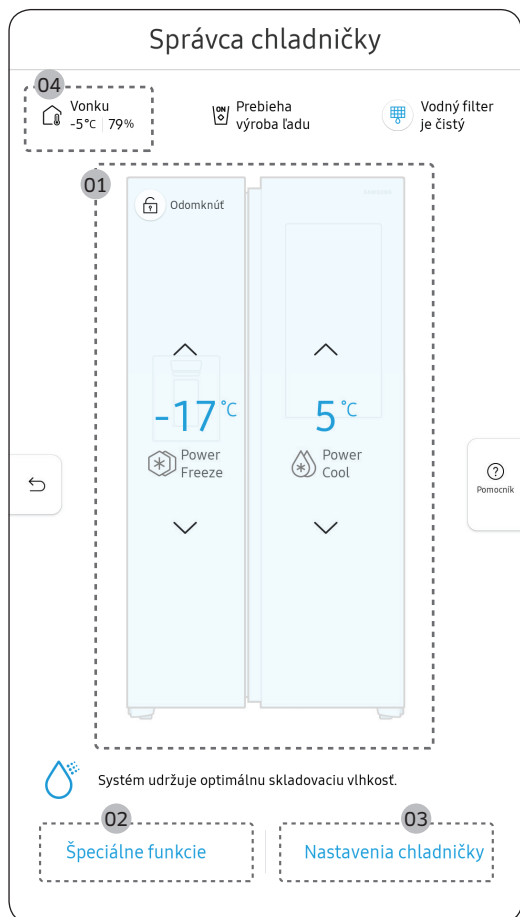 Správca chladničky
04
Vonku
-5°C | 79%
Prebieha
výroba ľadu
Vodný filter
je čistý
01
Odomknúť
-17°C
5°C
Power
Freeze
Power
Cool
Pomocník
Systém udržuje optimálnu skladovaciu vlhkosť.
02
03
Špeciálne funkcie
Nastavenia chladničky